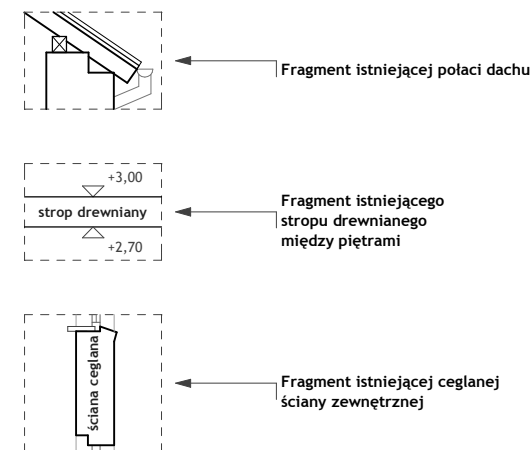 Fragment istniejącej połaci dachu
+3,00
strop drewniany
+2,70
Fragment istniejącego
stropu drewnianego
między piętrami
ściana ceglana
Fragment istniejącej ceglanej
ściany zewnętrznej